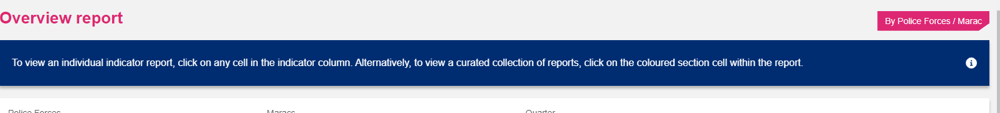 Overview report
By Police Forces / Marac
To view an individual indicator report, click on any cell in the indicator column. Alternatively, to view a curated collection of reports, click on the coloured section cell within the report.
Police Forces
Maracs
Quarter